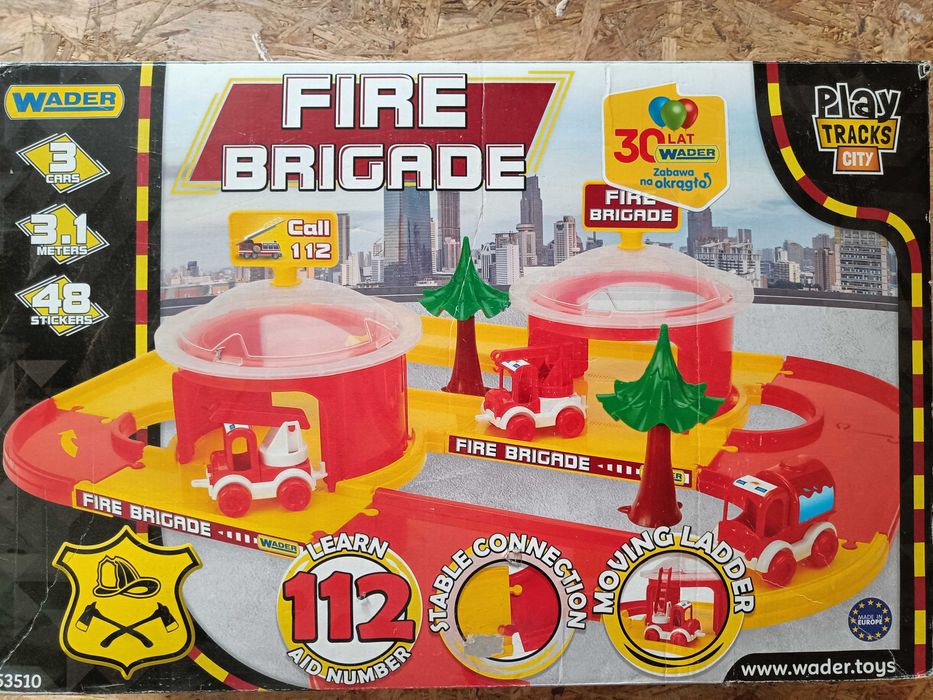 WADER
FIRE
BRIGADE
30 LAT
WADER
Zabawa
na okrągło
Play
TRACKS
CITY
3
CARS
3.1
METERS
48
STICKERS
Call
112
FIRE
BRIGADE
FIRE BRIGADE
WADER
FIRE BRIGADE
WADER
LEARN
112
AID NUMBER
STABLE CONNECTION
MOVING LADDER
MADE IN
EUROPE
53510
www.wader.toys